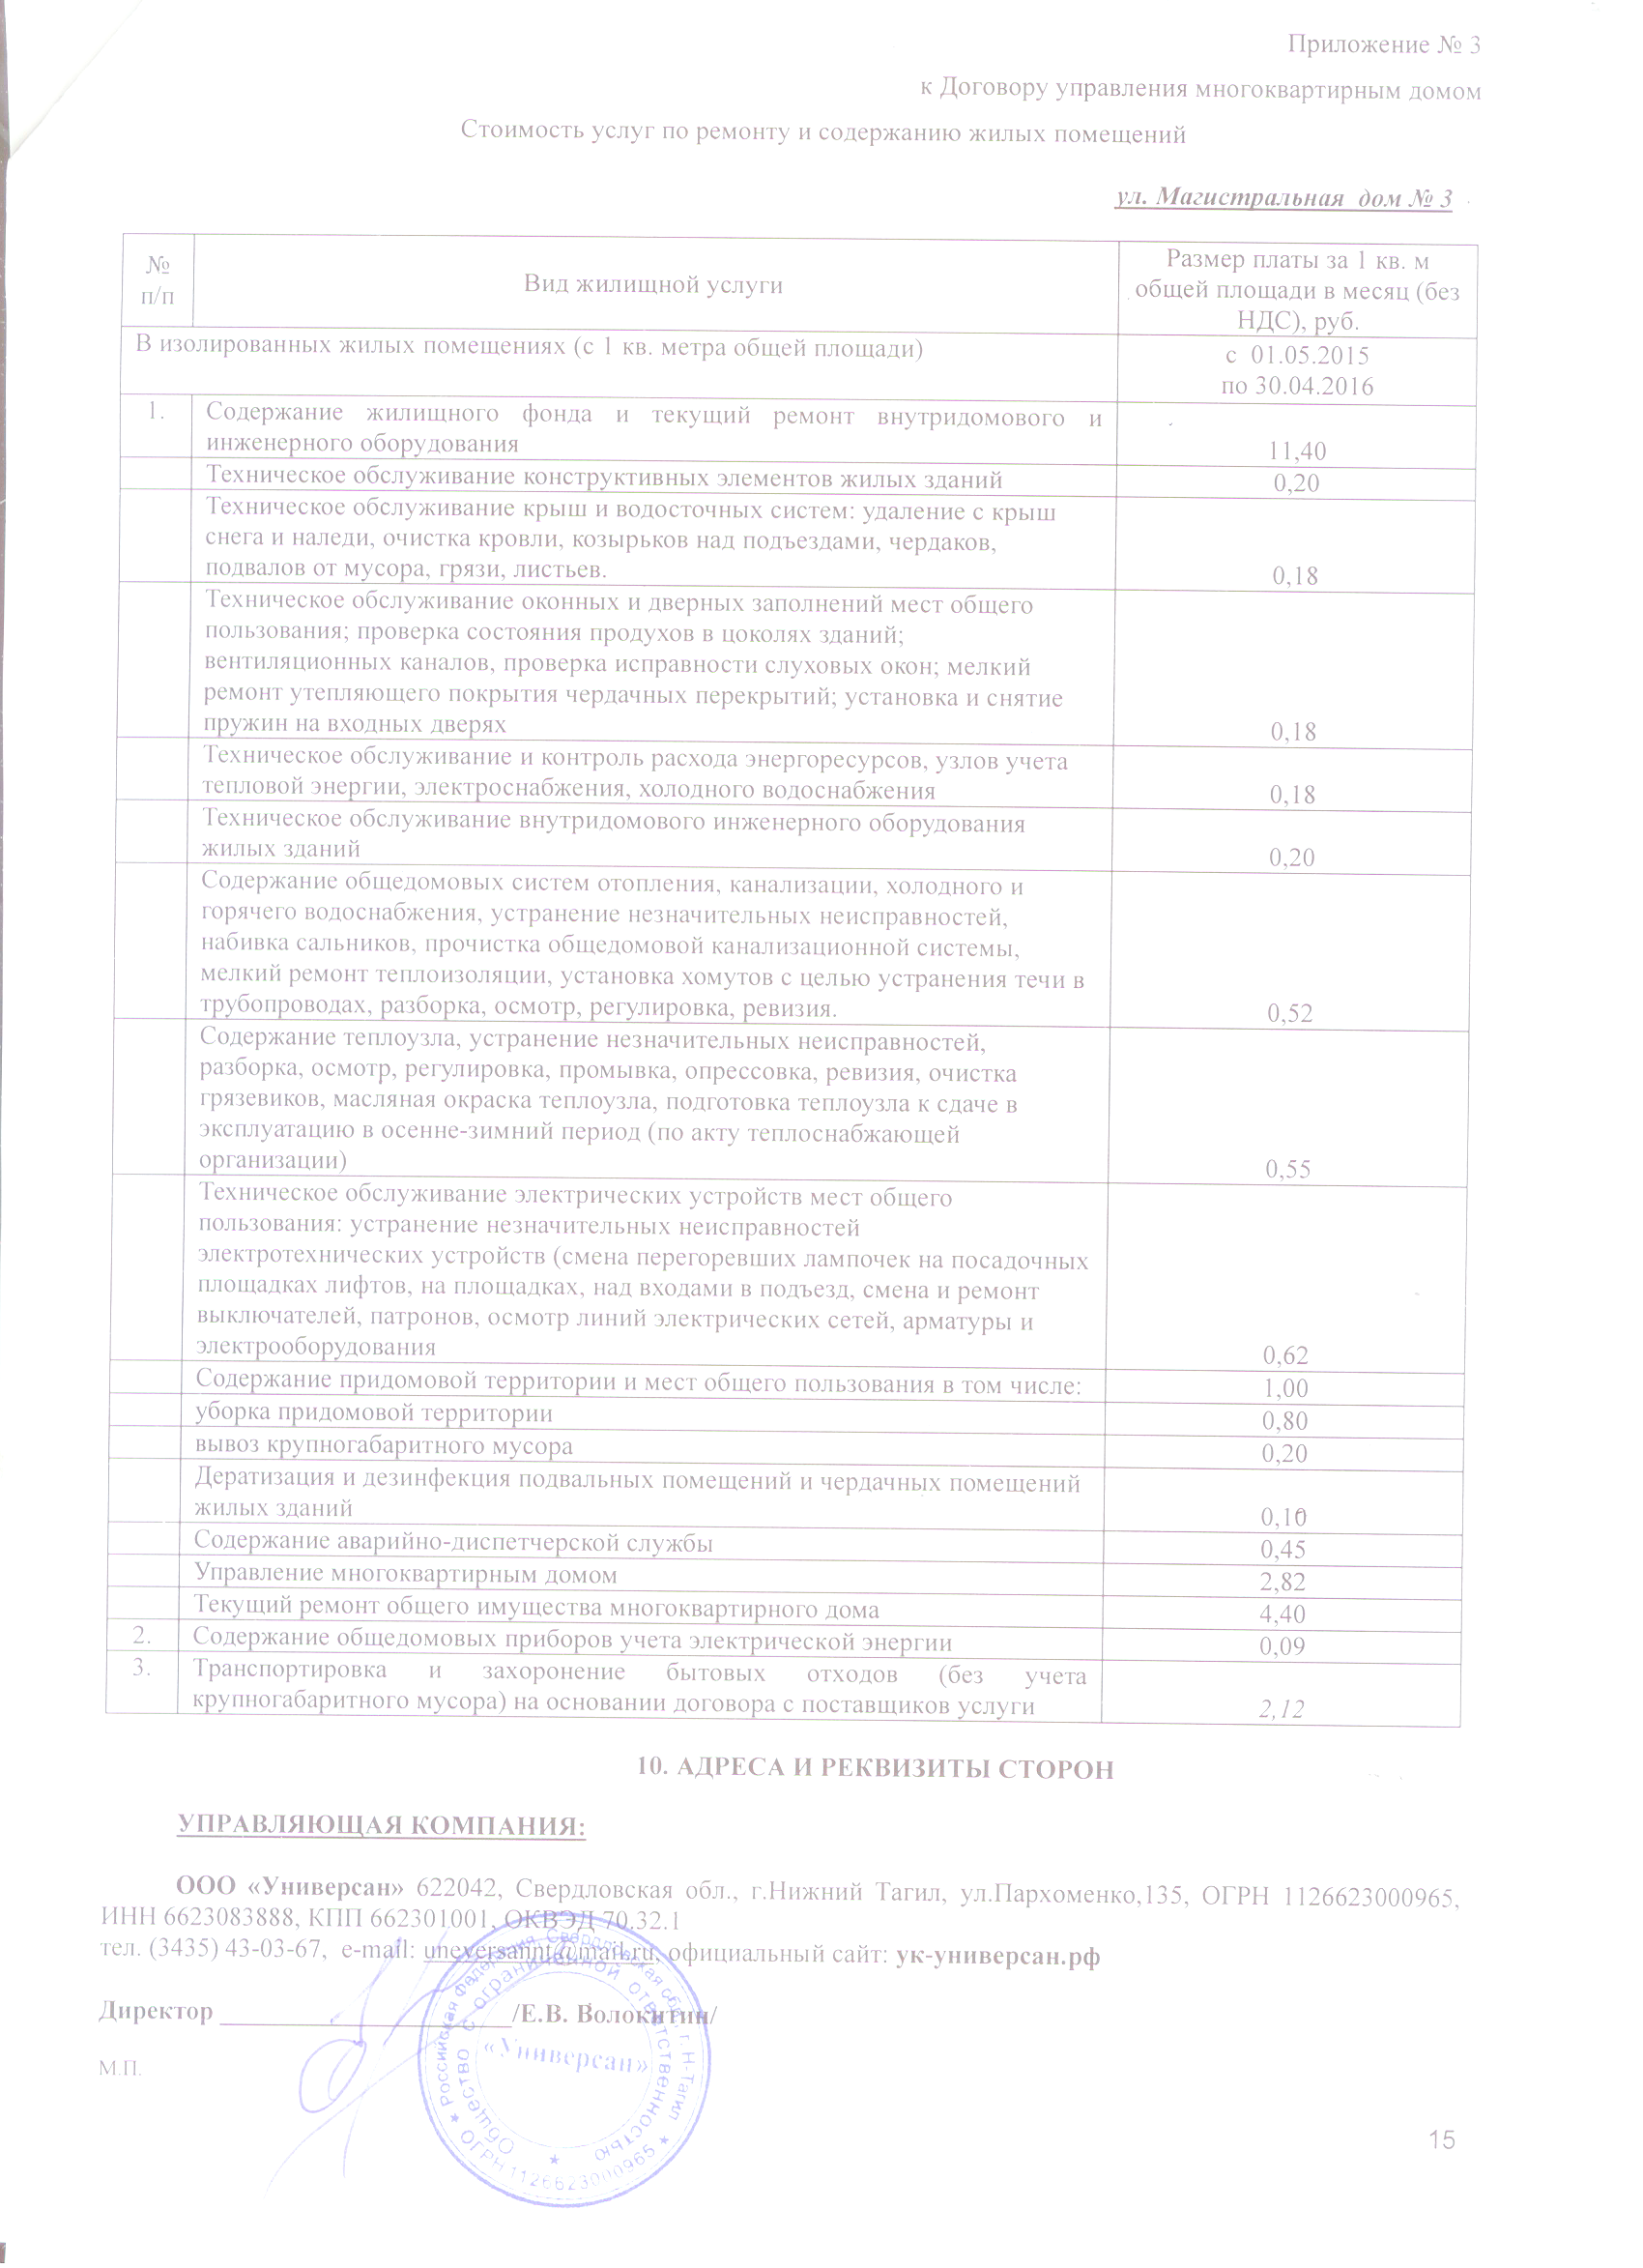 Приложение № 3
к Договору управления многоквартирным домом
Стоимость услуг по ремонту и содержанию жилых помещений
ул. Магистральная дом № 3
№
п/п
Вид жилищной услуги
Размер платы за 1 кв. м
общей площади в месяц (без
НДС), руб.
В изолированных жилых помещениях (с 1 кв. метра общей площади)
с 01.05.2015
по 30.04.2016
1.
Содержание жилищного фонда и текущий ремонт внутридомового и
инженерного оборудования
11,40
Техническое обслуживание конструктивных элементов жилых зданий
0,20
Техническое обслуживание крыш и водосточных систем: удаление с крыш
снега и наледи, очистка кровли, козырьков над подъездами, чердаков,
подвалов от мусора, грязи, листьев.
0,18
Техническое обслуживание оконных и дверных заполнений мест общего
пользования; проверка состояния продухов в цоколях зданий;
вентиляционных каналов, проверка исправности слуховых окон; мелкий
ремонт утепляющего покрытия чердачных перекрытий; установка и снятие
пружин на входных дверях
0,18
Техническое обслуживание и контроль расхода энергоресурсов, узлов учета
тепловой энергии, электроснабжения, холодного водоснабжения
0,18
Техническое обслуживание внутридомового инженерного оборудования
жилых зданий
0,20
Содержание общедомовых систем отопления, канализации, холодного и
горячего водоснабжения, устранение незначительных неисправностей,
набивка сальников, прочистка общедомовой канализационной системы,
мелкий ремонт теплоизоляции, установка хомутов с целью устранения течи в
трубопроводах, разборка, осмотр, регулировка, ревизия.
0,52
Содержание теплоузла, устранение незначительных неисправностей,
разборка, осмотр, регулировка, промывка, опрессовка, ревизия, очистка
грязевиков, масляная окраска теплоузла, подготовка теплоузла к сдаче в
эксплуатацию в осенне-зимний период (по акту теплоснабжающей
организации)
0,55
Техническое обслуживание электрических устройств мест общего
пользования: устранение незначительных неисправностей
электротехнических устройств (смена перегоревших лампочек на посадочных
площадках лифтов, на площадках, над входами в подъезд, смена и ремонт
выключателей, патронов, осмотр линий электрических сетей, арматуры и
электрооборудования
0,62
Содержание придомовой территории и мест общего пользования в том числе:
1,00
уборка придомовой территории
0,80
вывоз крупногабаритного мусора
0,20
Дератизация и дезинфекция подвальных помещений и чердачных помещений
жилых зданий
0,10
Содержание аварийно-диспетчерской службы
0,45
Управление многоквартирным домом
2,82
Текущий ремонт общего имущества многоквартирного дома
4,40
2.
Содержание общедомовых приборов учета электрической энергии
0,09
3.
Транспортировка и захоронение бытовых отходов (без учета
крупногабаритного мусора) на основании договора с поставщиков услуги
2,12
10. АДРЕСА И РЕКВИЗИТЫ СТОРОН
УПРАВЛЯЮЩАЯ КОМПАНИЯ:
ООО «Универсан» 622042, Свердловская обл., г.Нижний Тагил, ул.Пархоменко,135, ОГРН 1126623000965,
ИНН 6623083888, КПП 662301001, ОКВЭД 70.32.1
тел. (3435) 43-03-67, e-mail: uneversannt@mail.ru, официальный сайт: ук-универсан.рф
Директор ____________________/Е.В. Волокитин/
М.П.
Российская Федерация, Свердловская обл., г. Н-Тагил
★ ОГРН 1126623000965 ★
Общество с ограниченной ответственностью ★
«Универсан»
15